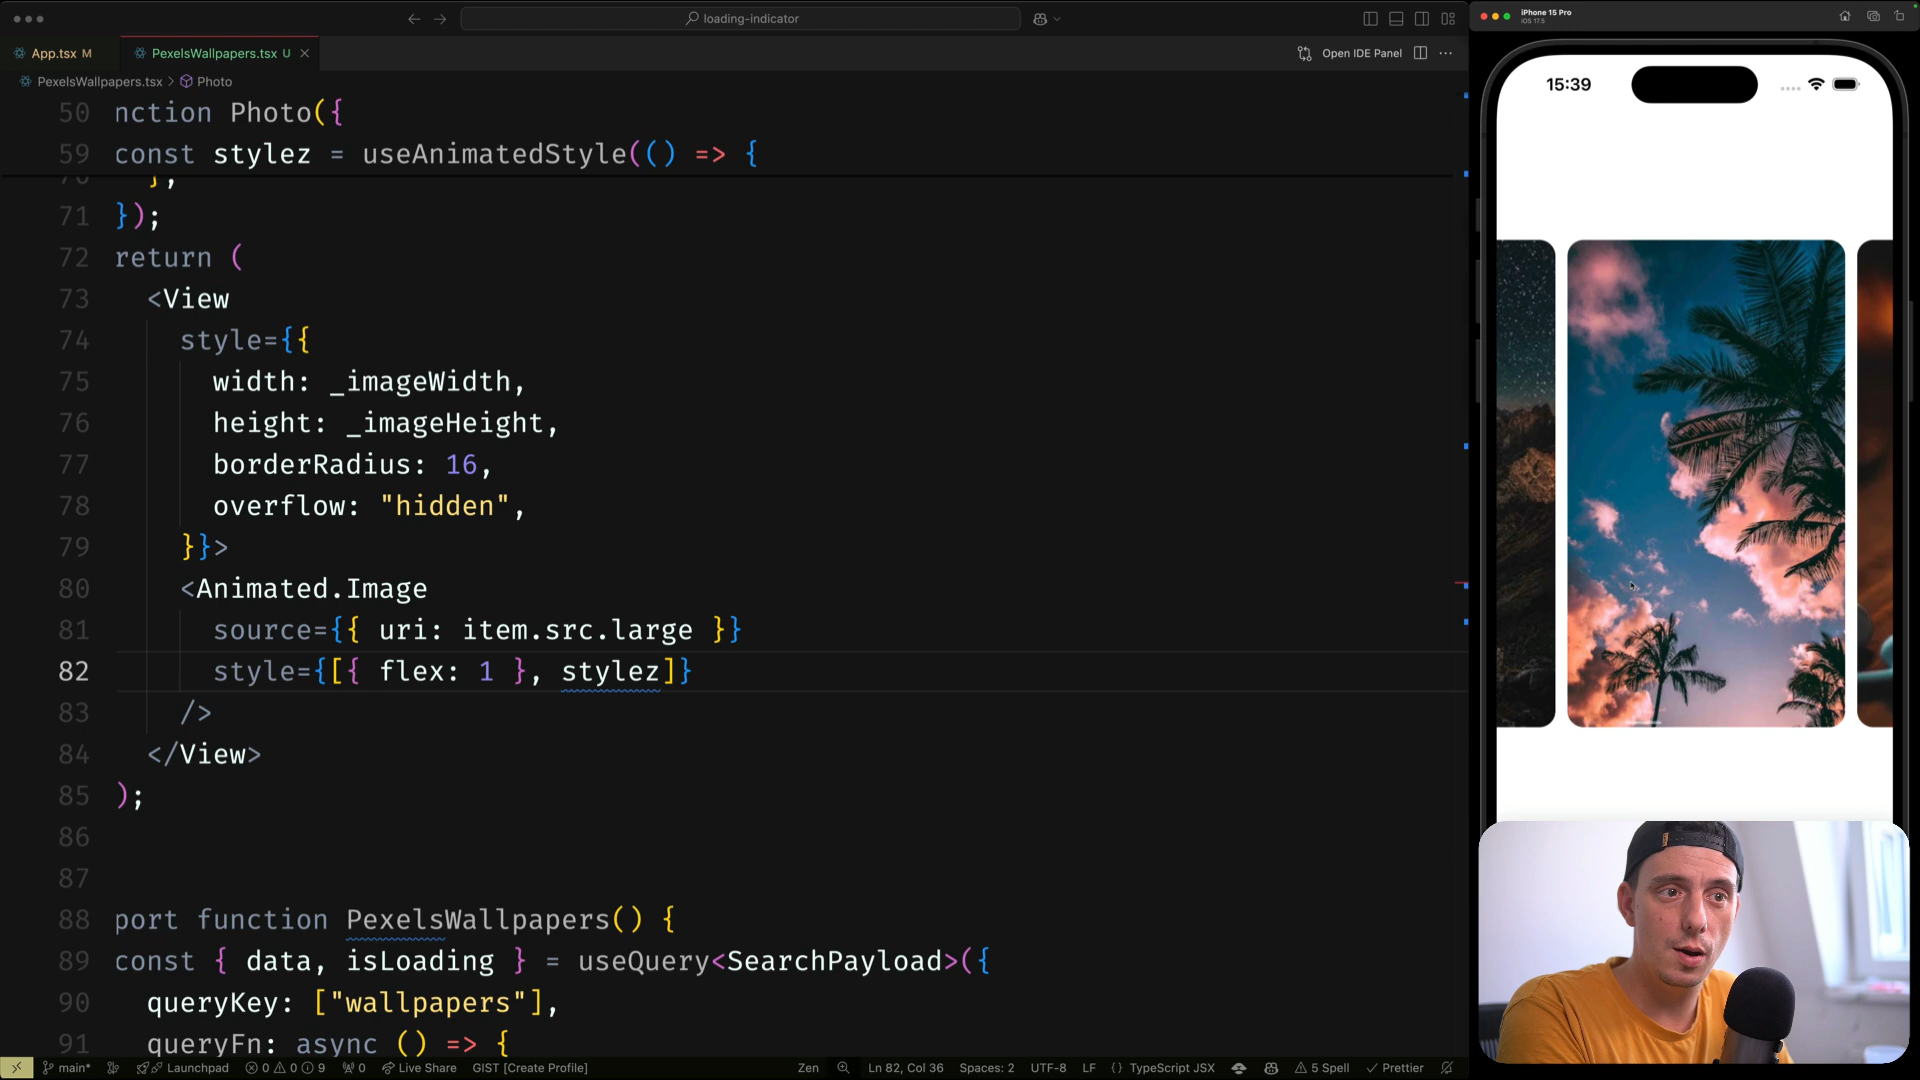 loading-indicator
App.tsx M
PexelsWallpapers.tsx U
Open IDE Panel
PexelsWallpapers.tsx > Photo
50 nction Photo({
59 const stylez = useAnimatedStyle(() => {
70 };
71 });
72 return (
73 <View
74 style={{
75 width: _imageWidth,
76 height: _imageHeight,
77 borderRadius: 16,
78 overflow: "hidden",
79 }}>
80 <Animated.Image
81 source={{ uri: item.src.large }}
82 style={[{ flex: 1 }, stylez]}
83 />
84 </View>
85 );
86
87
88 port function PexelsWallpapers() {
89 const { data, isLoading } = useQuery<SearchPayload>({
90 queryKey: ["wallpapers"],
91 queryFn: async () => {
main* Launchpad 0 0 9 0 Live Share GIST [Create Profile] Zen Ln 82, Col 36 Spaces: 2 UTF-8 LF {} TypeScript JSX 5 Spell Prettier
iPhone 15 Pro
iOS 17.5
15:39